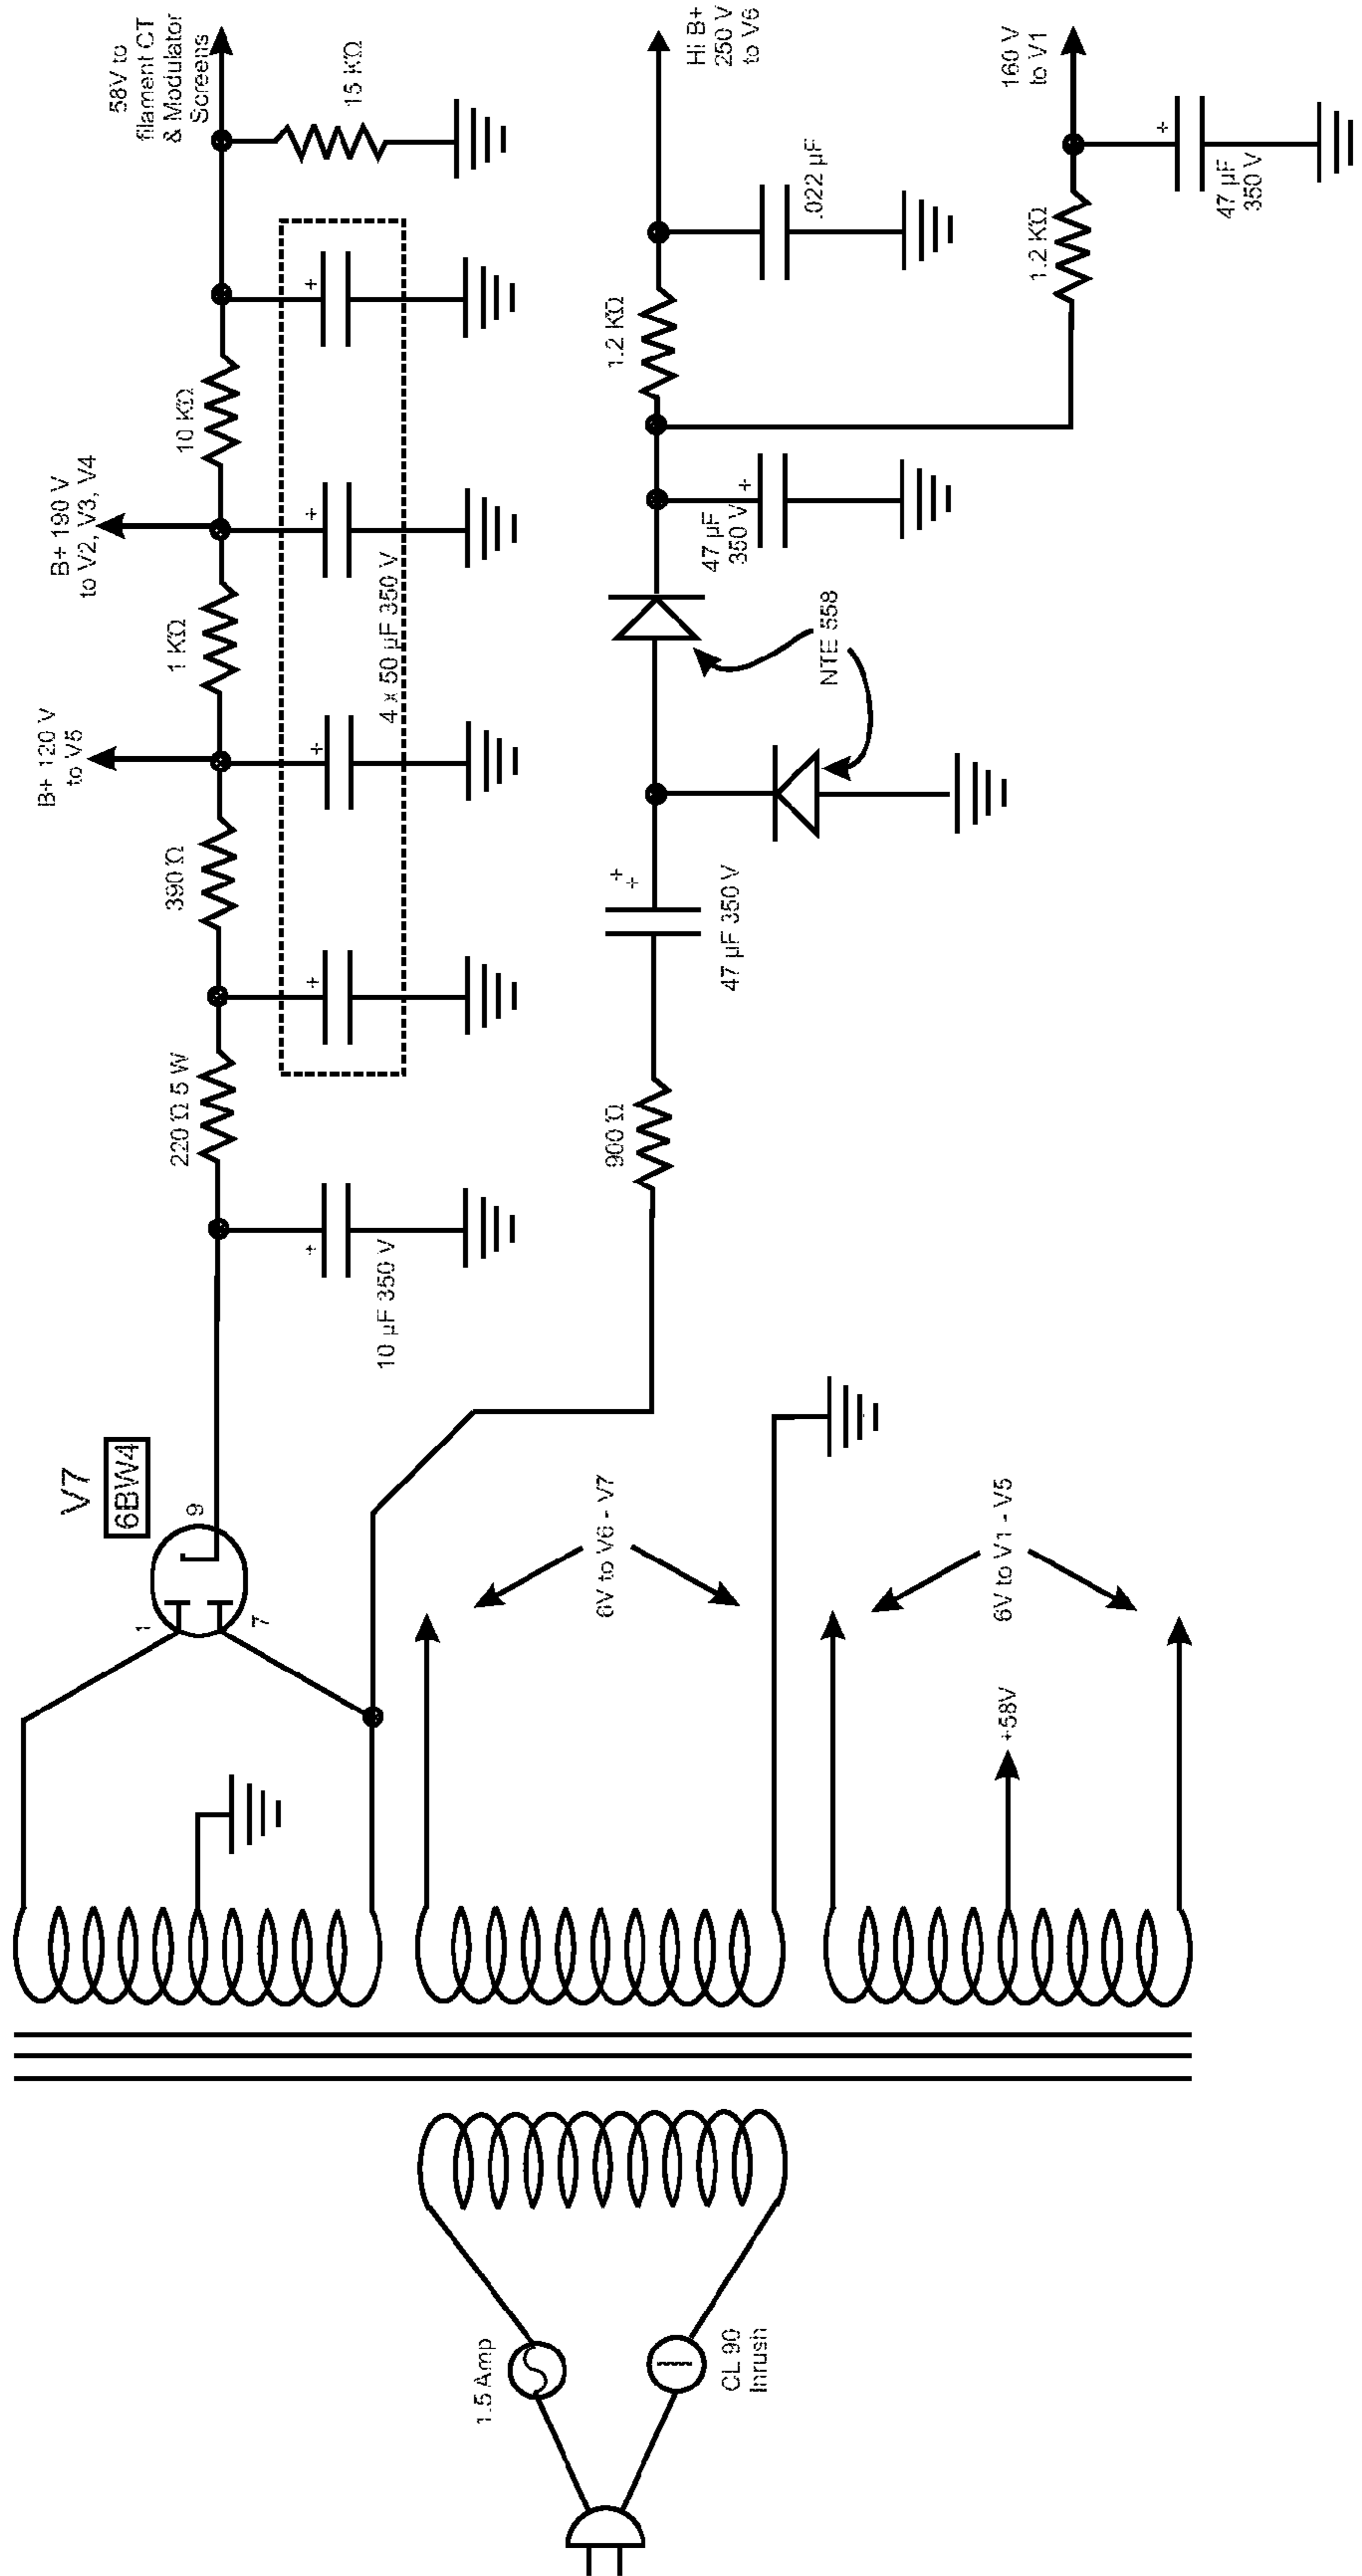 58V to
filament CT
& Modulator
Screens
15 KΩ
10 KΩ
B+ 190 V
to V2, V3, V4
1 KΩ
B+ 120 V
to V5
390 Ω
220 Ω 5 W
+
+
+
+
4 x 50 µF 350 V
+
10 µF 350 V
V7
6BW4
9
1
7
Hi B+
250 V
to V6
.022 µF
1.2 KΩ
160 V
to V1
+
47 µF
350 V
1.2 KΩ
+
47 µF
350 V
NTE 558
+
+
47 µF 350 V
900 Ω
6V to V6 - V7
6V to V1 - V5
+58V
1.5 Amp
CL 90
Inrush